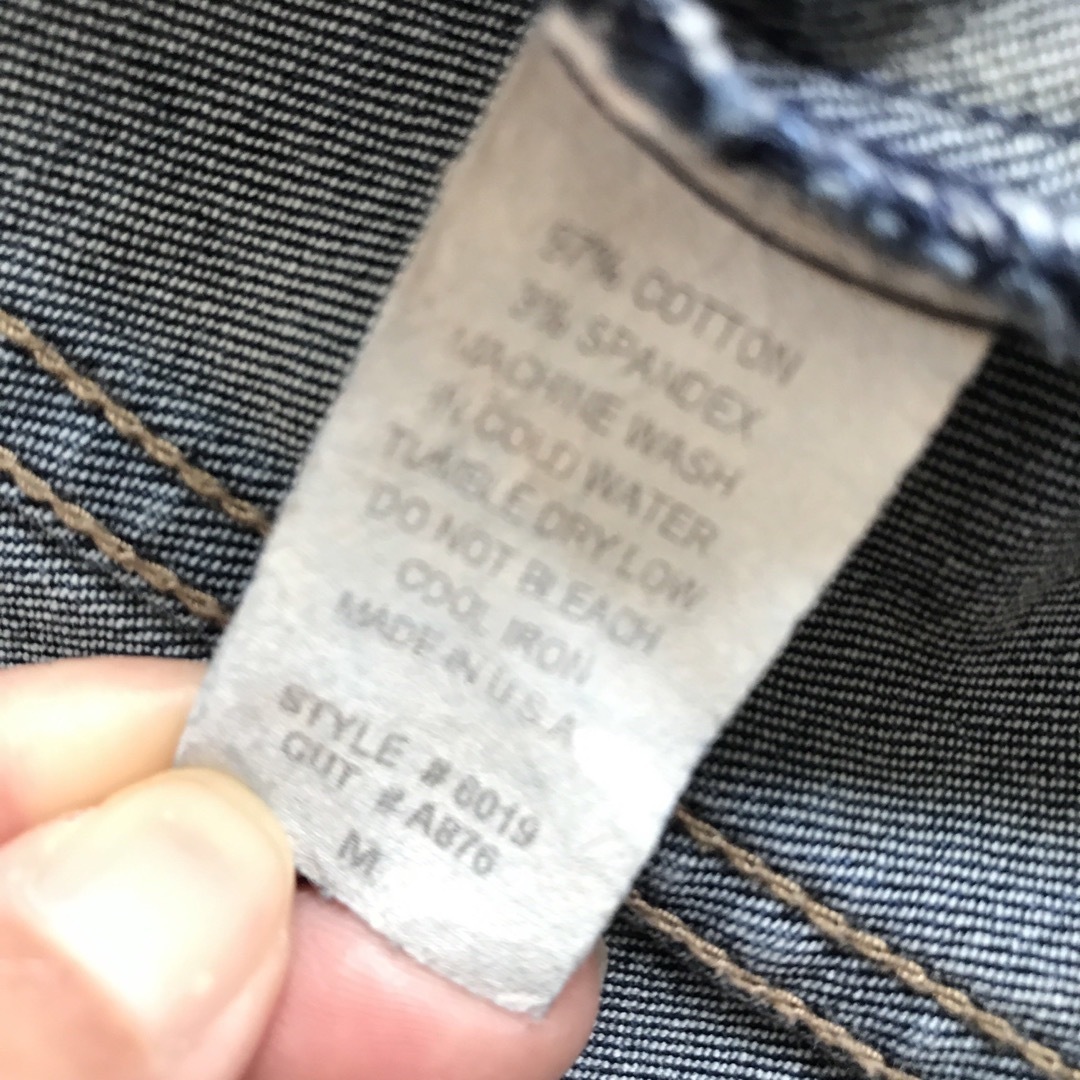 97% COTTON
3% SPANDEX
MACHINE WASH
IN COLD WATER
TUMBLE DRY LOW
DO NOT BLEACH
COOL IRON
MADE IN U.S.A
STYLE # 6019
CUT # A876
M